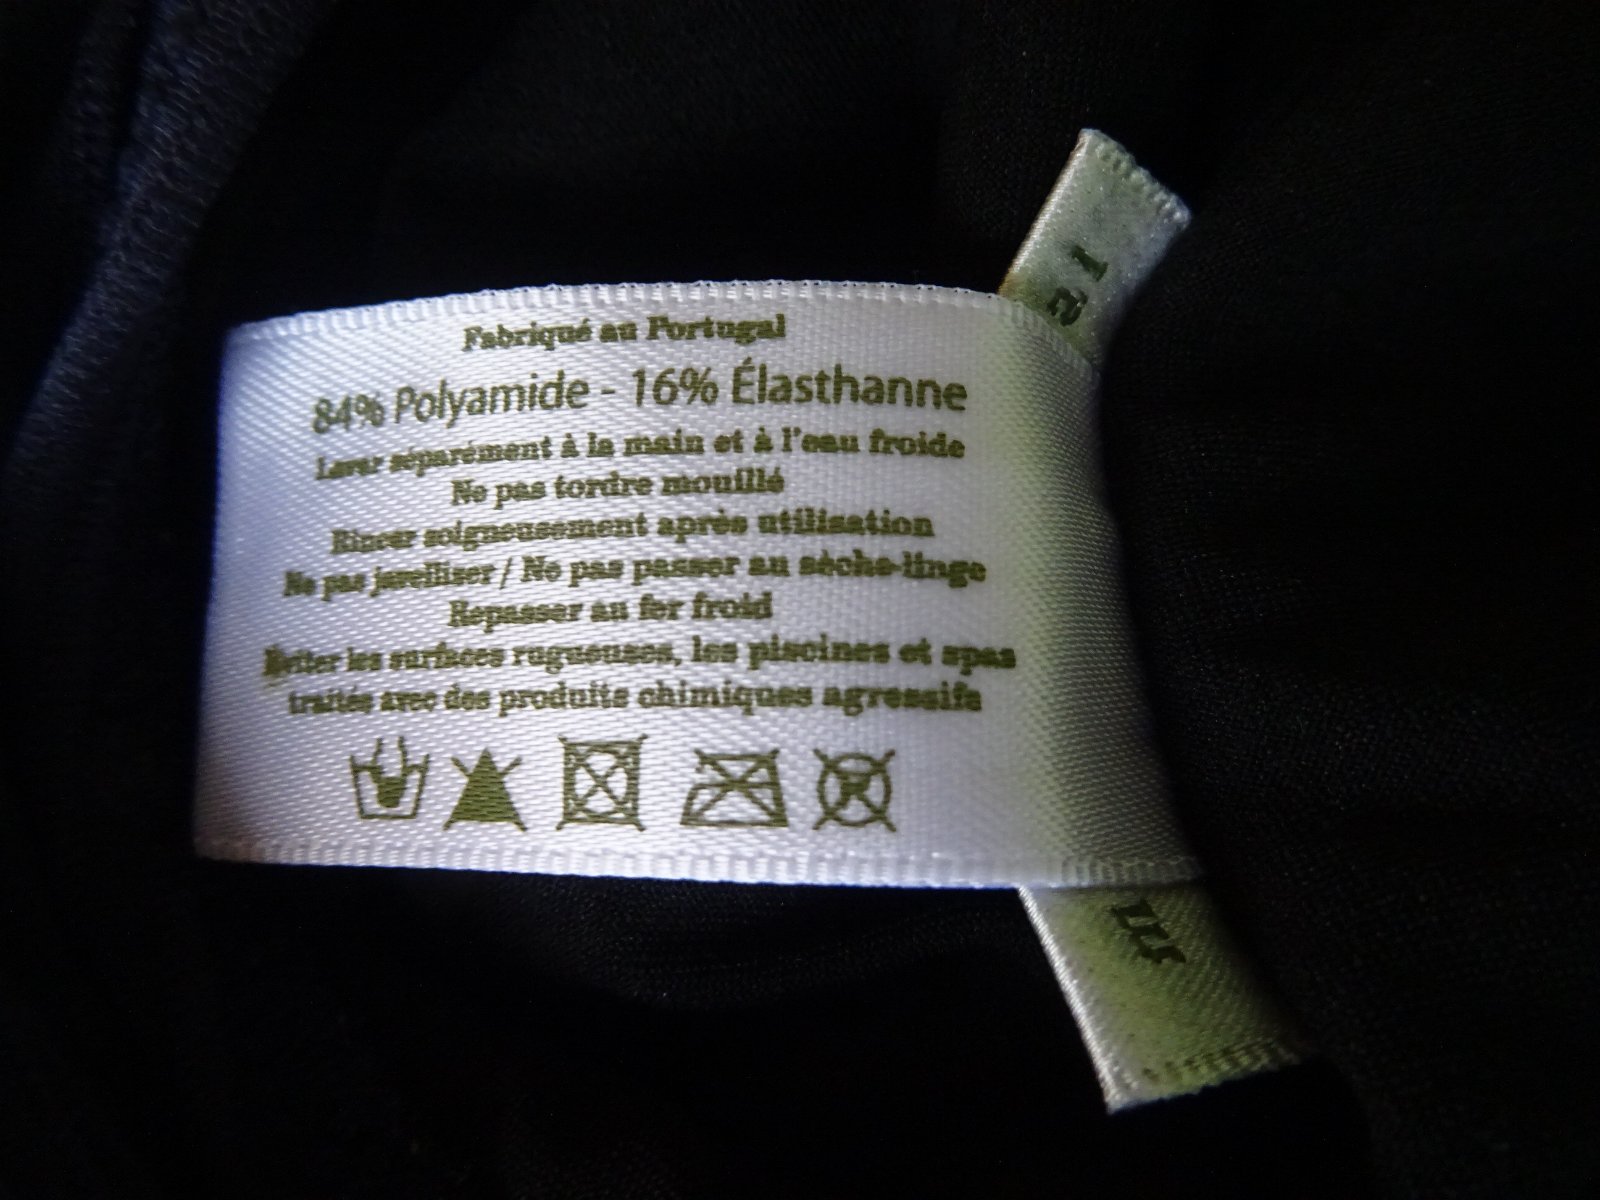 Fabriqué au Portugal
84% Polyamide - 16% Élasthanne
Laver séparément à la main et à l'eau froide
Ne pas tordre mouillé
Rincer soigneusement après utilisation
Ne pas javelliser / Ne pas passer au sèche-linge
Repasser au fer froid
Eviter les surfaces rugueuses, les piscines et spas
traités avec des produits chimiques agressifs